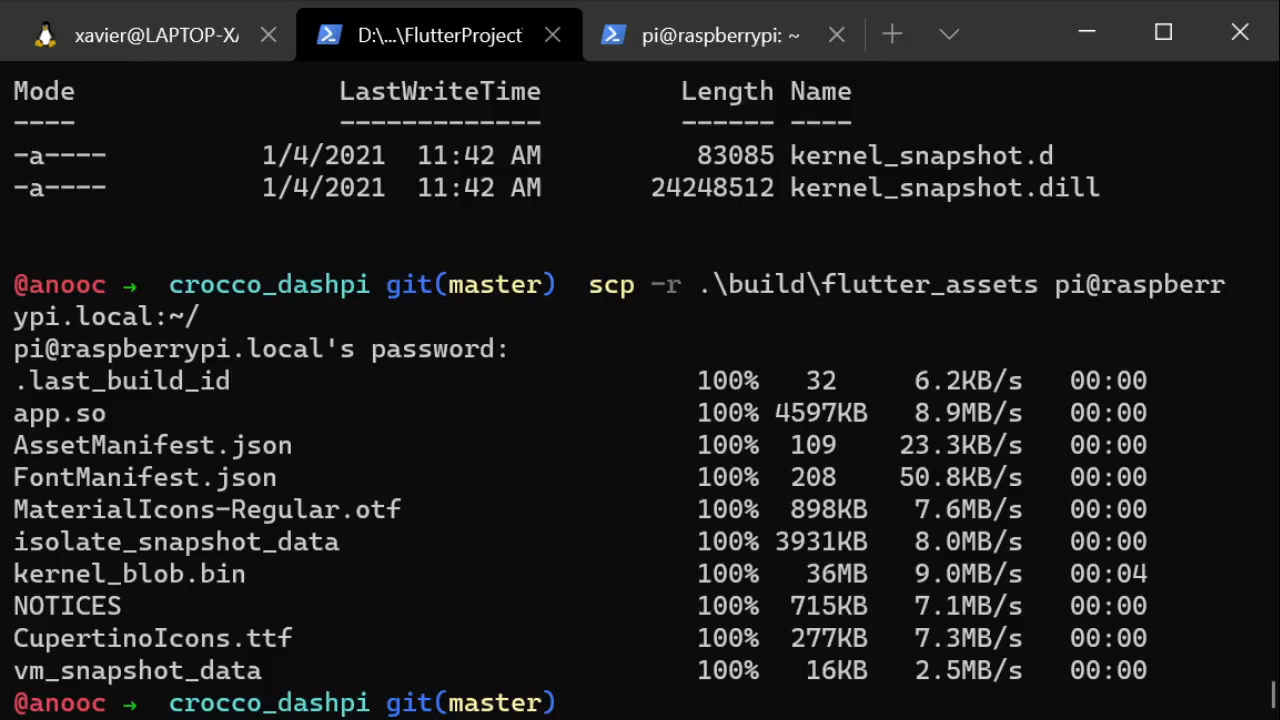 xavier@LAPTOP-XA D:\...\FlutterProject pi@raspberrypi: ~
Mode LastWriteTime Length Name
---- ------------- ------ ----
-a---- 1/4/2021 11:42 AM 83085 kernel_snapshot.d
-a---- 1/4/2021 11:42 AM 24248512 kernel_snapshot.dill
@anooc → crocco_dashpi git(master) scp -r .\build\flutter_assets pi@raspberr
ypi.local:~/
pi@raspberrypi.local's password:
.last_build_id 100% 32 6.2KB/s 00:00
app.so 100% 4597KB 8.9MB/s 00:00
AssetManifest.json 100% 109 23.3KB/s 00:00
FontManifest.json 100% 208 50.8KB/s 00:00
MaterialIcons-Regular.otf 100% 898KB 7.6MB/s 00:00
isolate_snapshot_data 100% 3931KB 8.0MB/s 00:00
kernel_blob.bin 100% 36MB 9.0MB/s 00:04
NOTICES 100% 715KB 7.1MB/s 00:00
CupertinoIcons.ttf 100% 277KB 7.3MB/s 00:00
vm_snapshot_data 100% 16KB 2.5MB/s 00:00
@anooc → crocco_dashpi git(master)